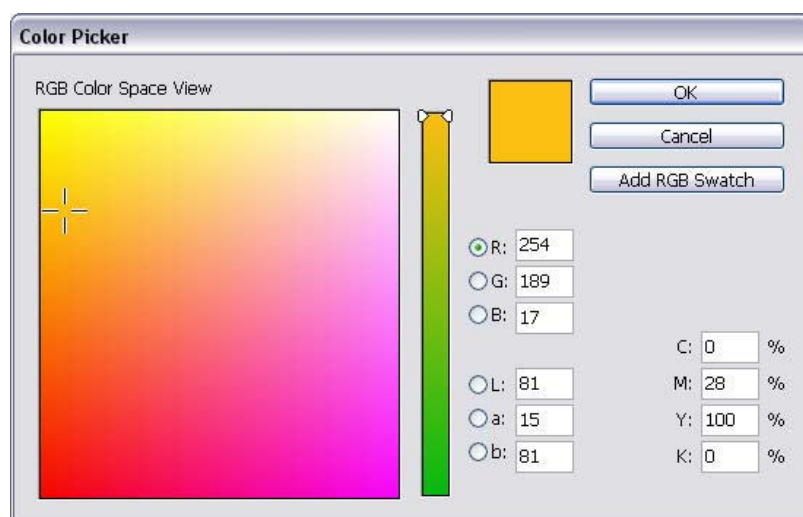 Color Picker
RGB Color Space View
OK
Cancel
Add RGB Swatch
R: 254
G: 189
B: 17
L: 81
a: 15
b: 81
C: 0 %
M: 28 %
Y: 100 %
K: 0 %